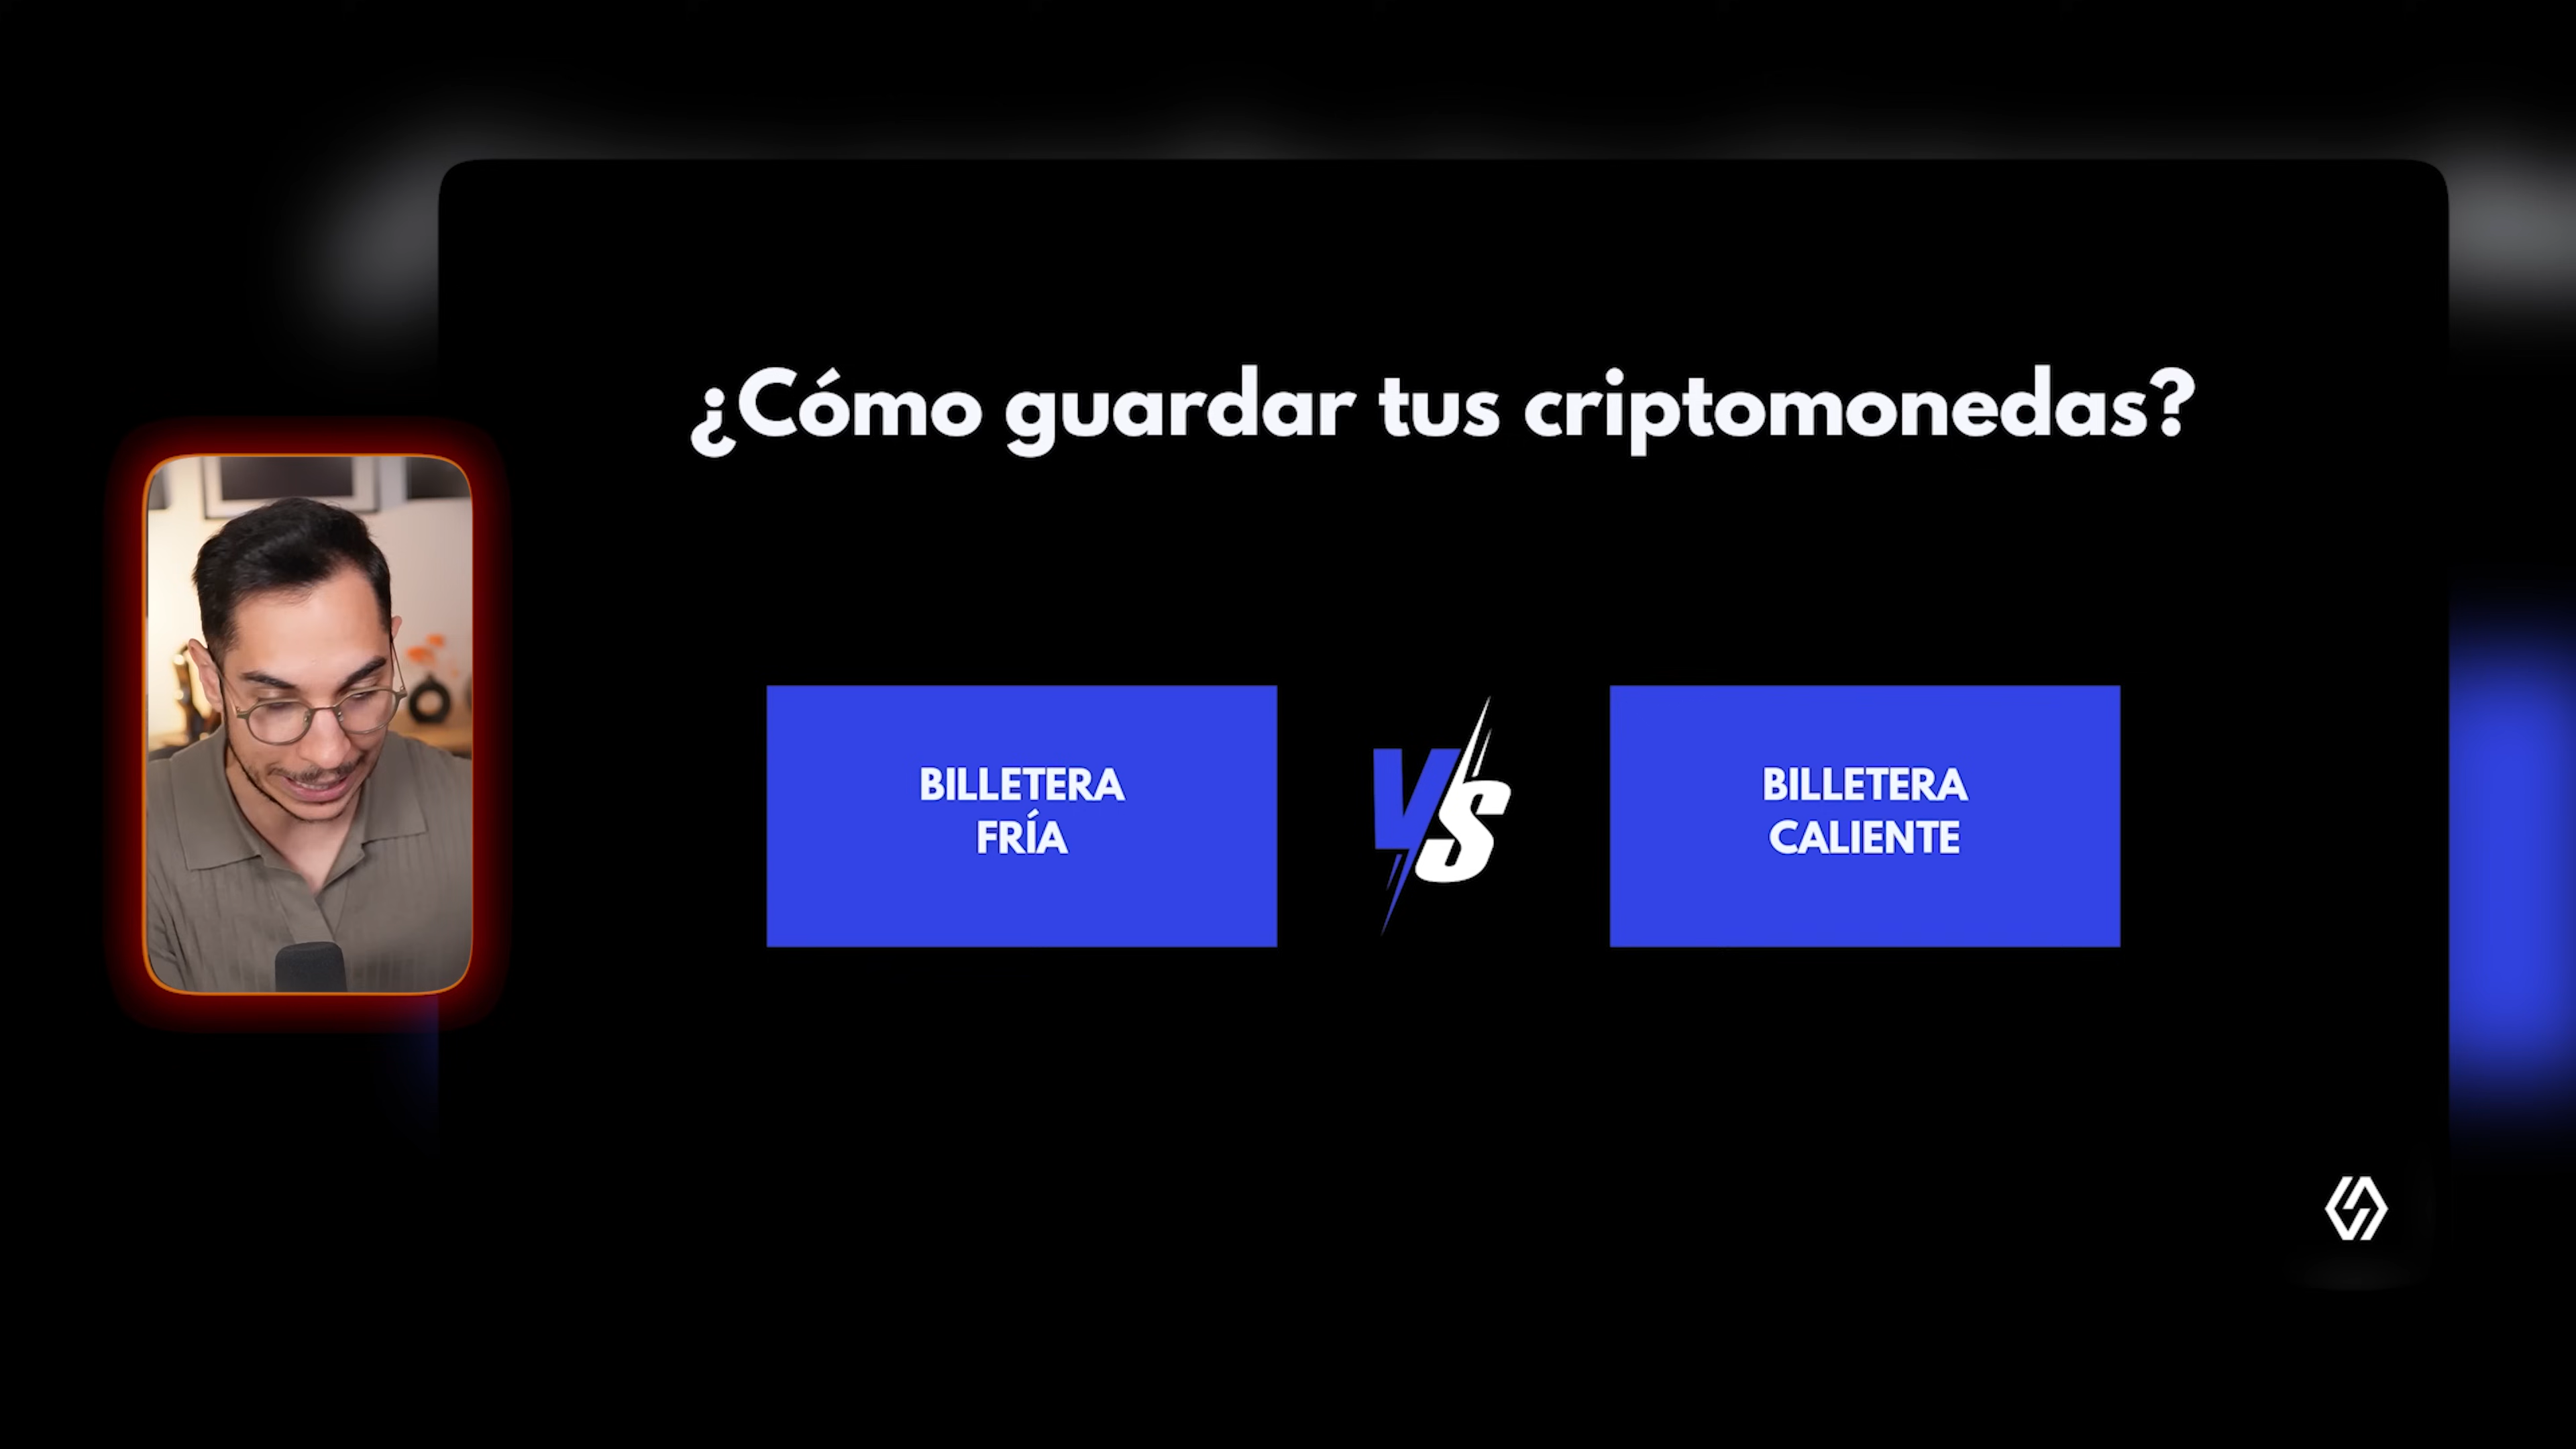 ¿Cómo guardar tus criptomonedas?
BILLETERA
FRÍA
VS
BILLETERA
CALIENTE